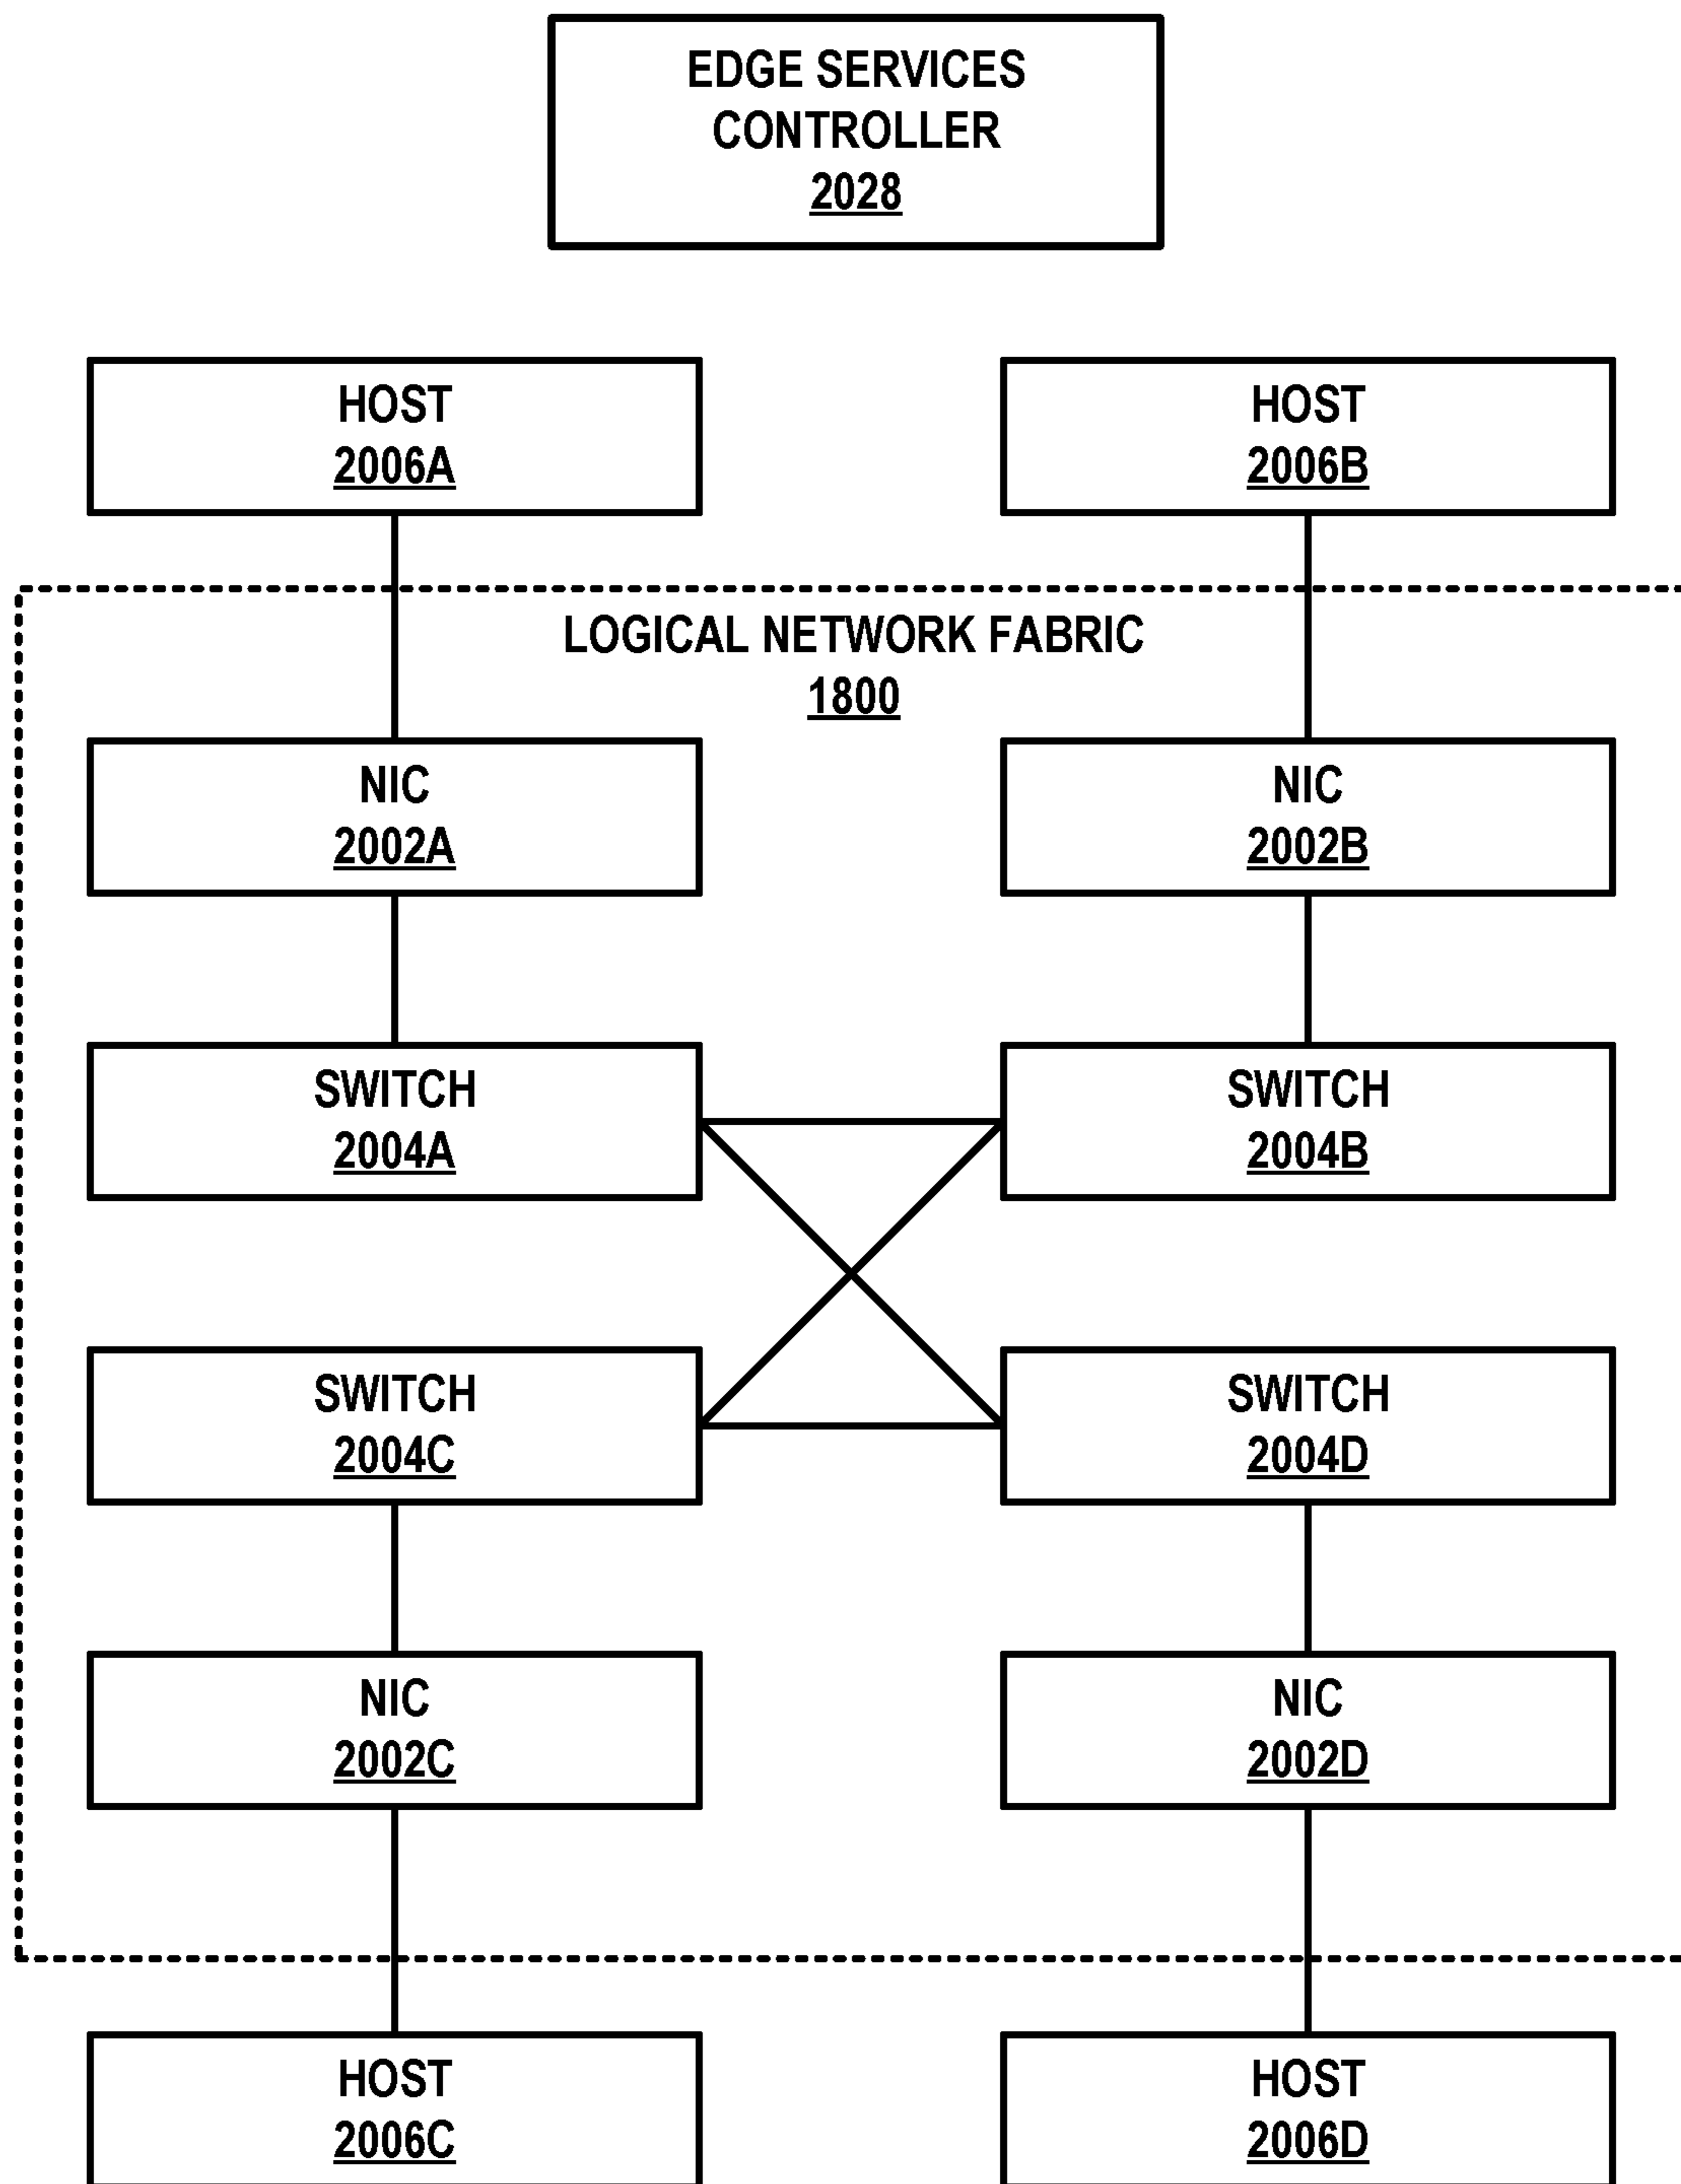 EDGE SERVICES
CONTROLLER
2028
HOST
2006A
HOST
2006B
LOGICAL NETWORK FABRIC
1800
NIC
2002A
NIC
2002B
SWITCH
2004A
SWITCH
2004B
SWITCH
2004C
SWITCH
2004D
NIC
2002C
NIC
2002D
HOST
2006C
HOST
2006D